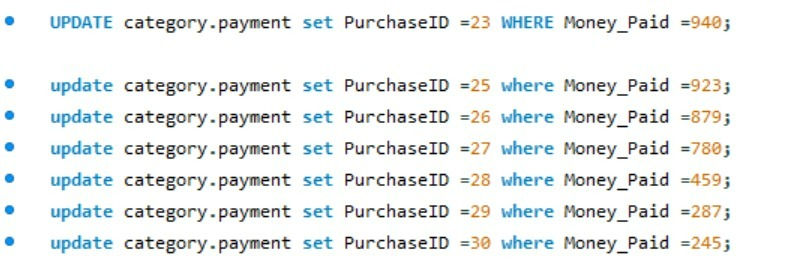 UPDATE category.payment set PurchaseID =23 WHERE Money_Paid =940;
update category.payment set PurchaseID =25 where Money_Paid =923;
update category.payment set PurchaseID =26 where Money_Paid =879;
update category.payment set PurchaseID =27 where Money_Paid =780;
update category.payment set PurchaseID =28 where Money_Paid =459;
update category.payment set PurchaseID =29 where Money_Paid =287;
update category.payment set PurchaseID =30 where Money_Paid =245;